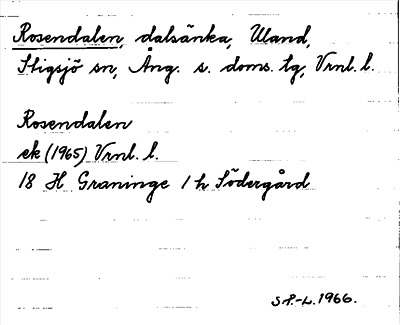 Rosendalen, dalsänka, Uland,
Stigsjö sn, Ång. s. doms. tg, Vrnl. l.
Rosendalen
ek (1965) Vrnl. l.
18 H Graninge 1 h Södergård
S P.-L. 1966.